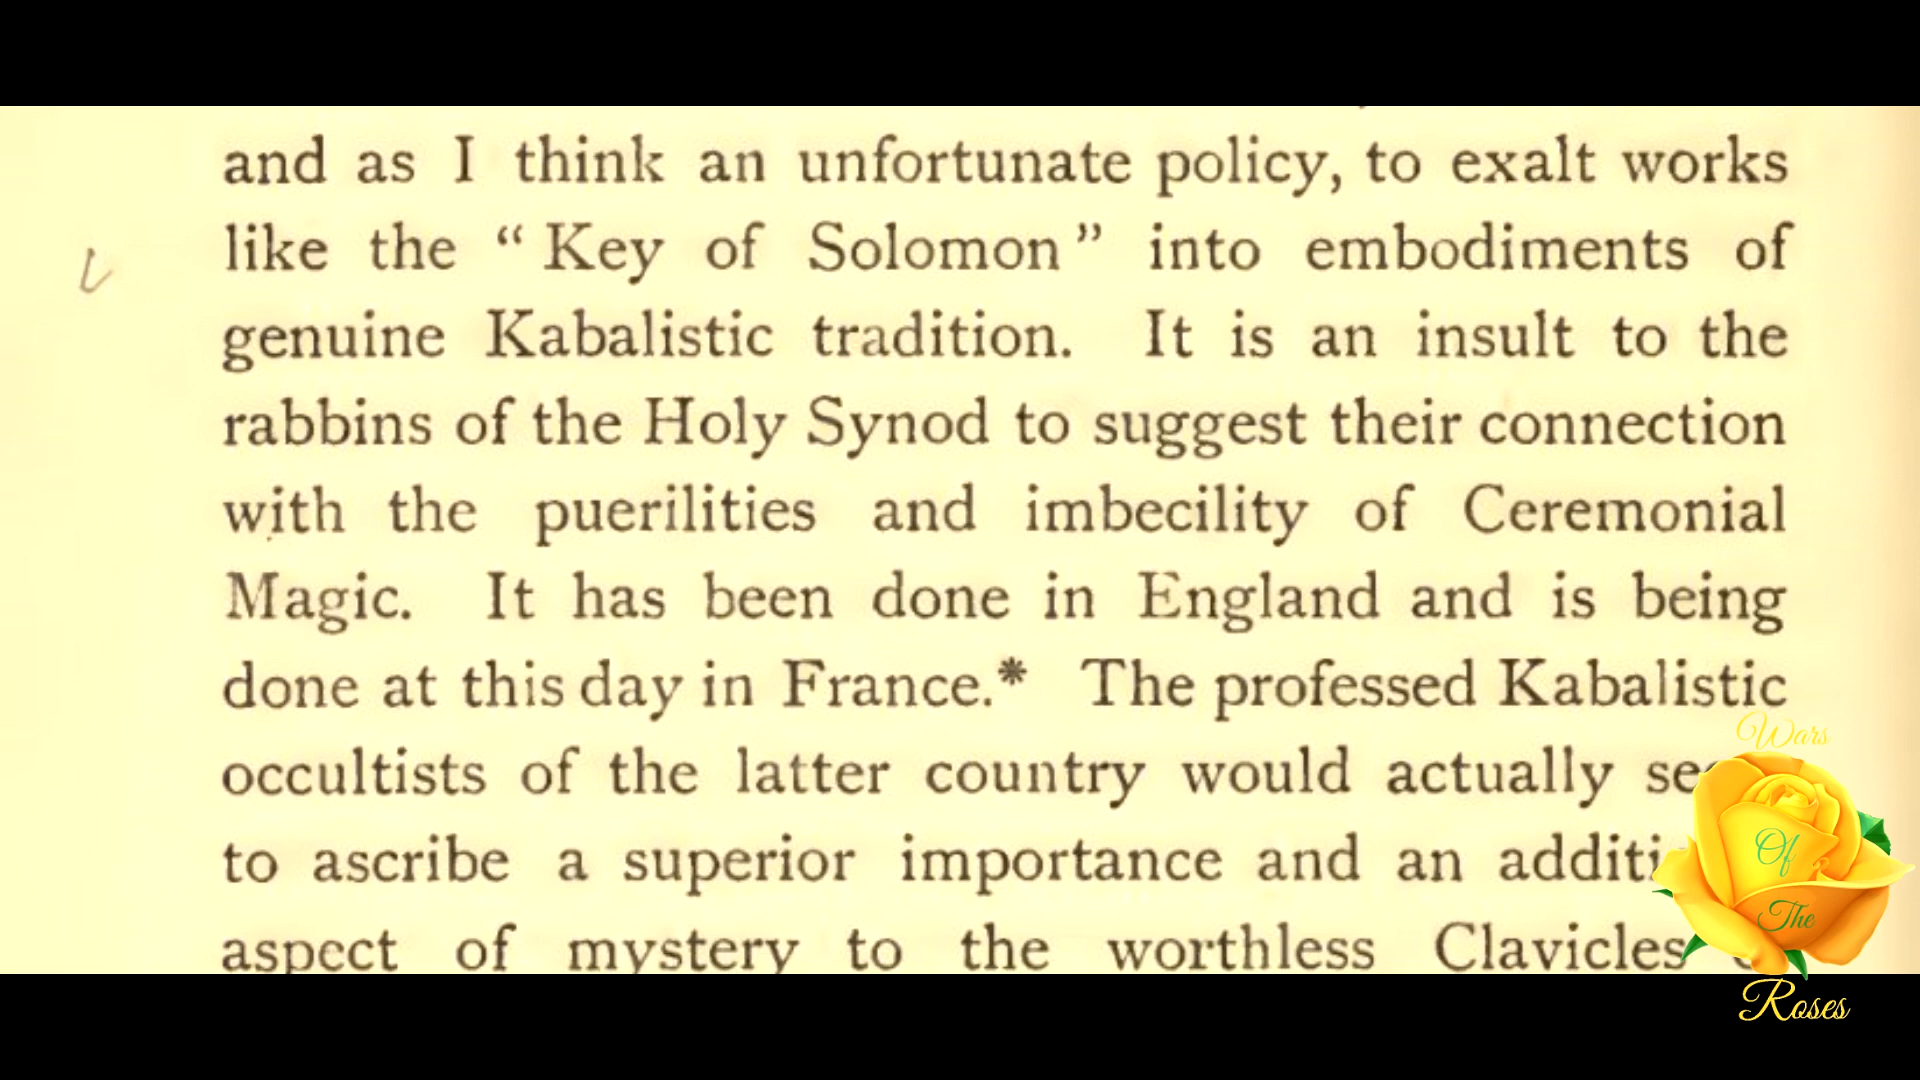 and as I think an unfortunate policy, to exalt works
like the “Key of Solomon” into embodiments of
genuine Kabalistic tradition. It is an insult to the
rabbins of the Holy Synod to suggest their connection
with the puerilities and imbecility of Ceremonial
Magic. It has been done in England and is being
done at this day in France.* The professed Kabalistic
occultists of the latter country would actually
to ascribe a superior importance and an
aspect of mystery to the worthless Clavicles
Wars
Of
The
Roses